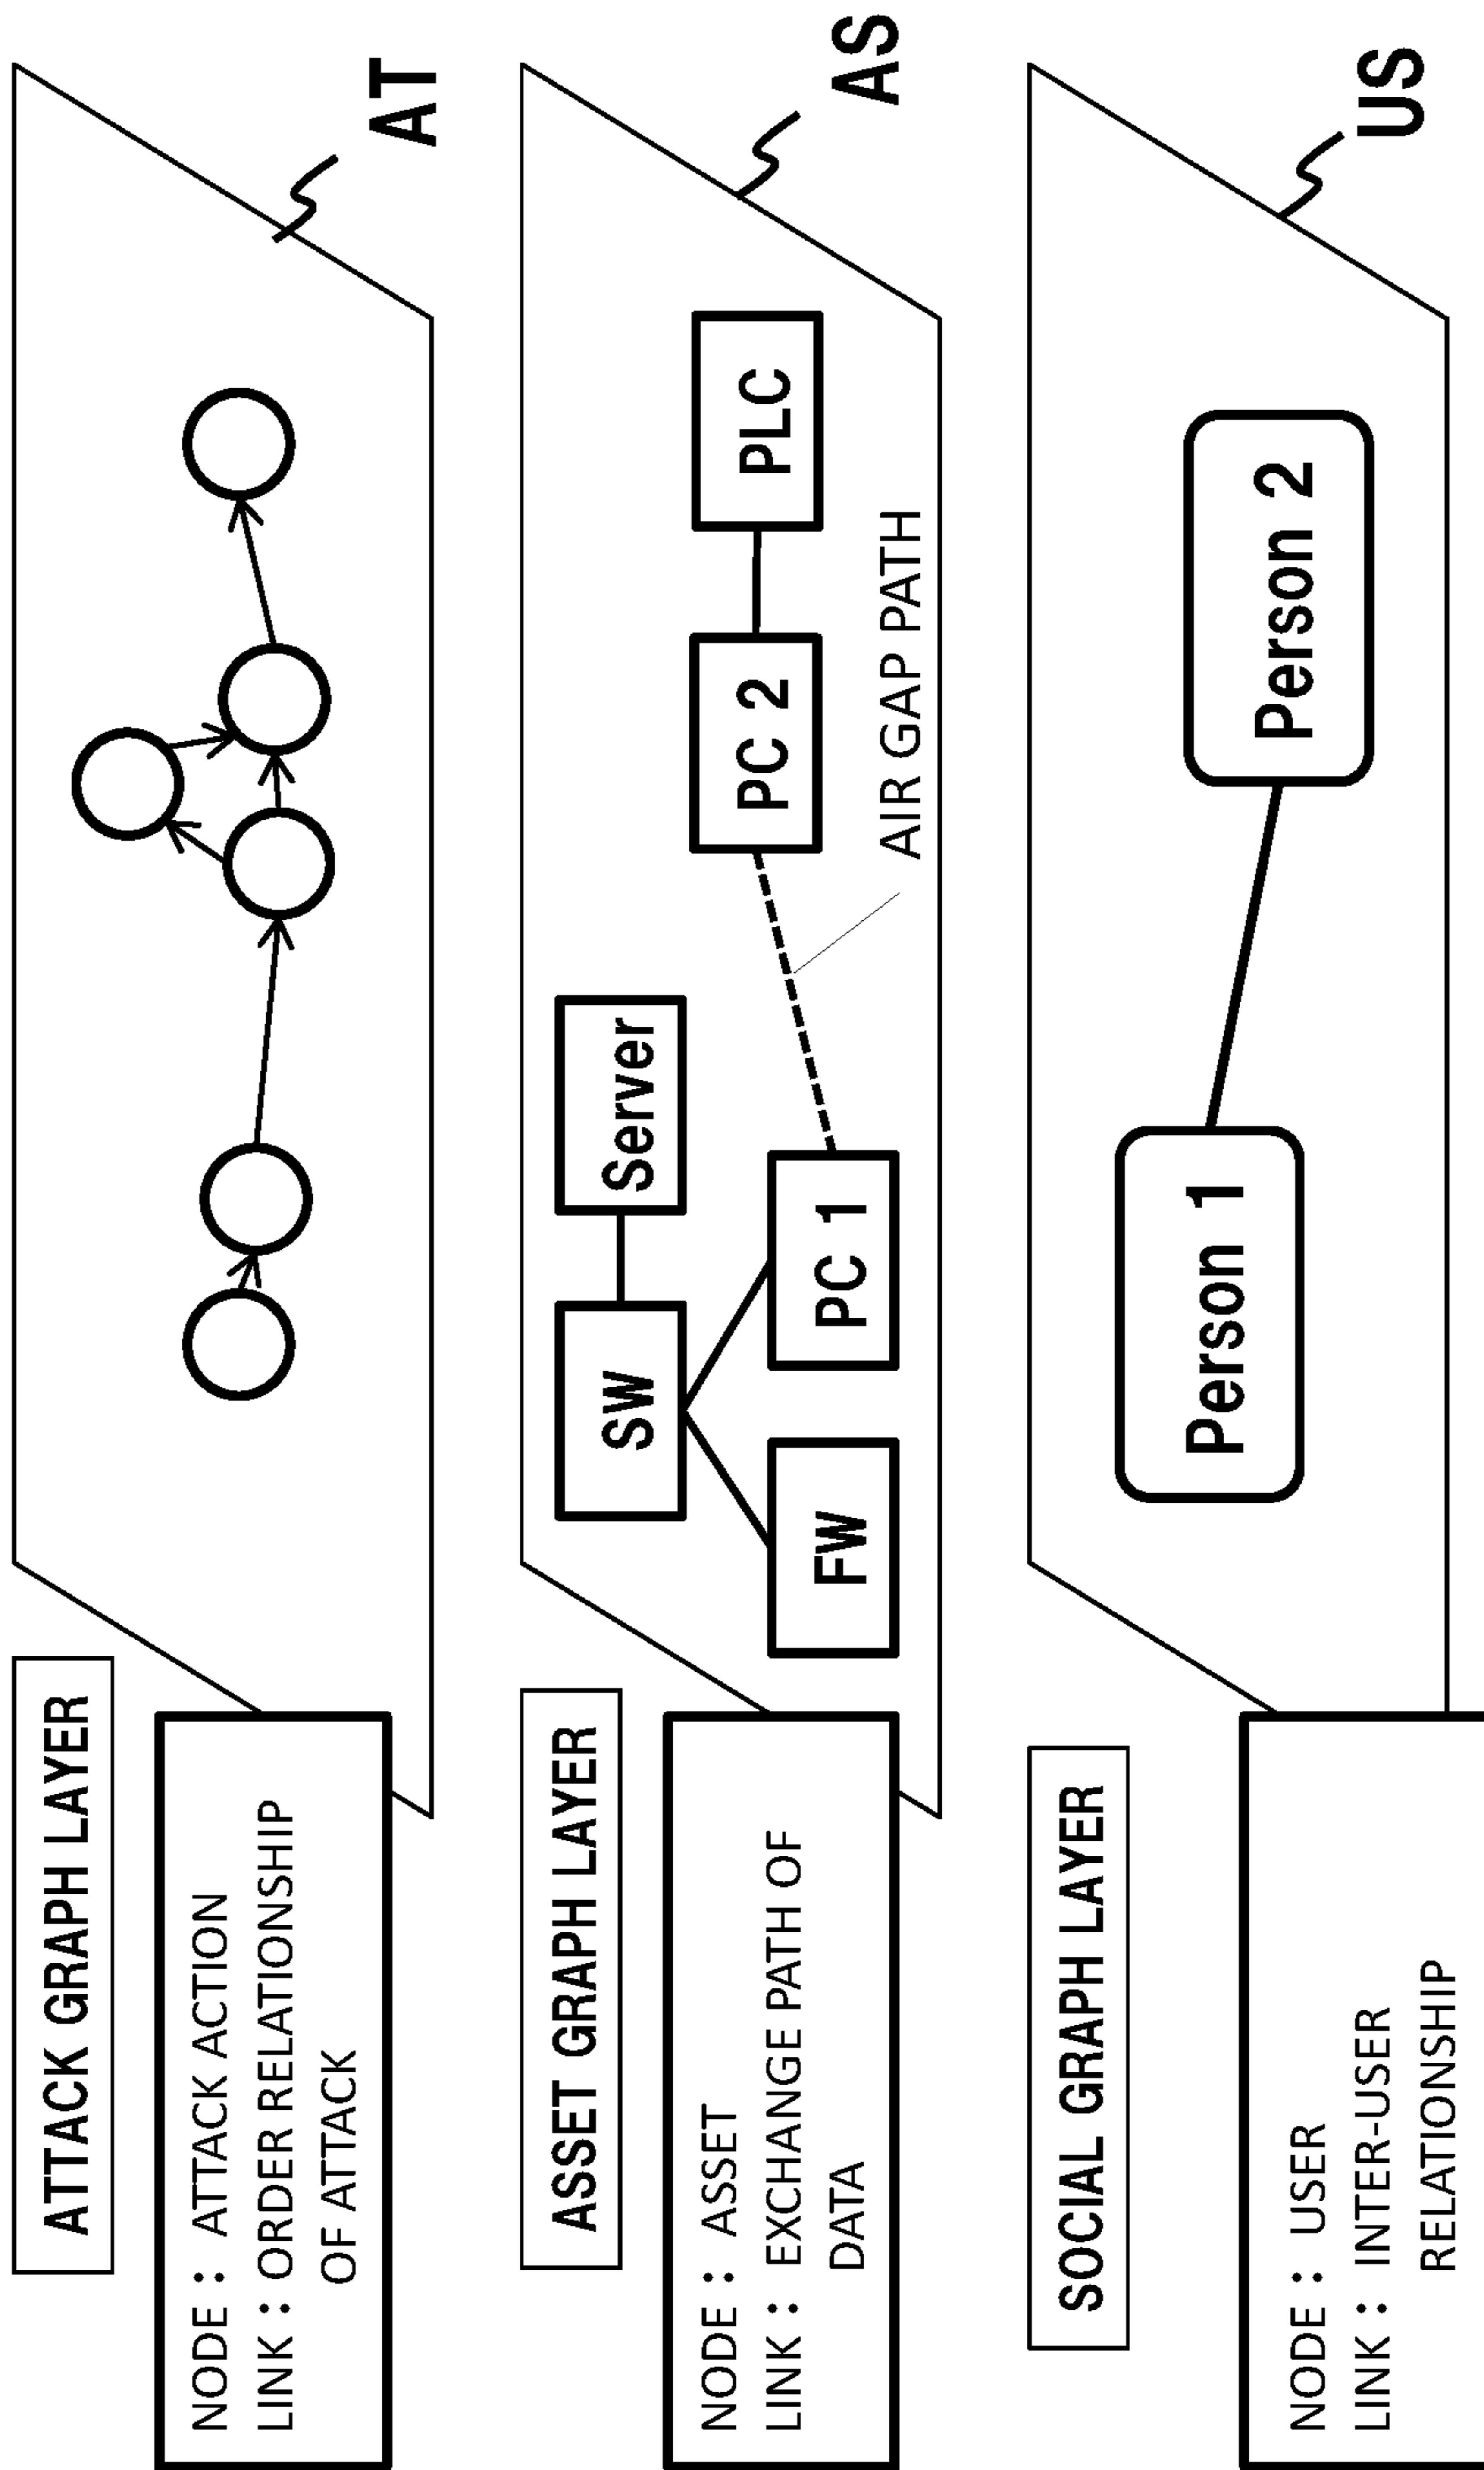 ATTACK GRAPH LAYER
NODE : ATTACK ACTION
LINK : ORDER RELATIONSHIP
OF ATTACK
AT
ASSET GRAPH LAYER
NODE : ASSET
LINK : EXCHANGE PATH OF
DATA
SW
Server
FW
PC 1
PC 2
PLC
AIR GAP PATH
AS
SOCIAL GRAPH LAYER
NODE : USER
LINK : INTER-USER
RELATIONSHIP
Person 1
Person 2
US